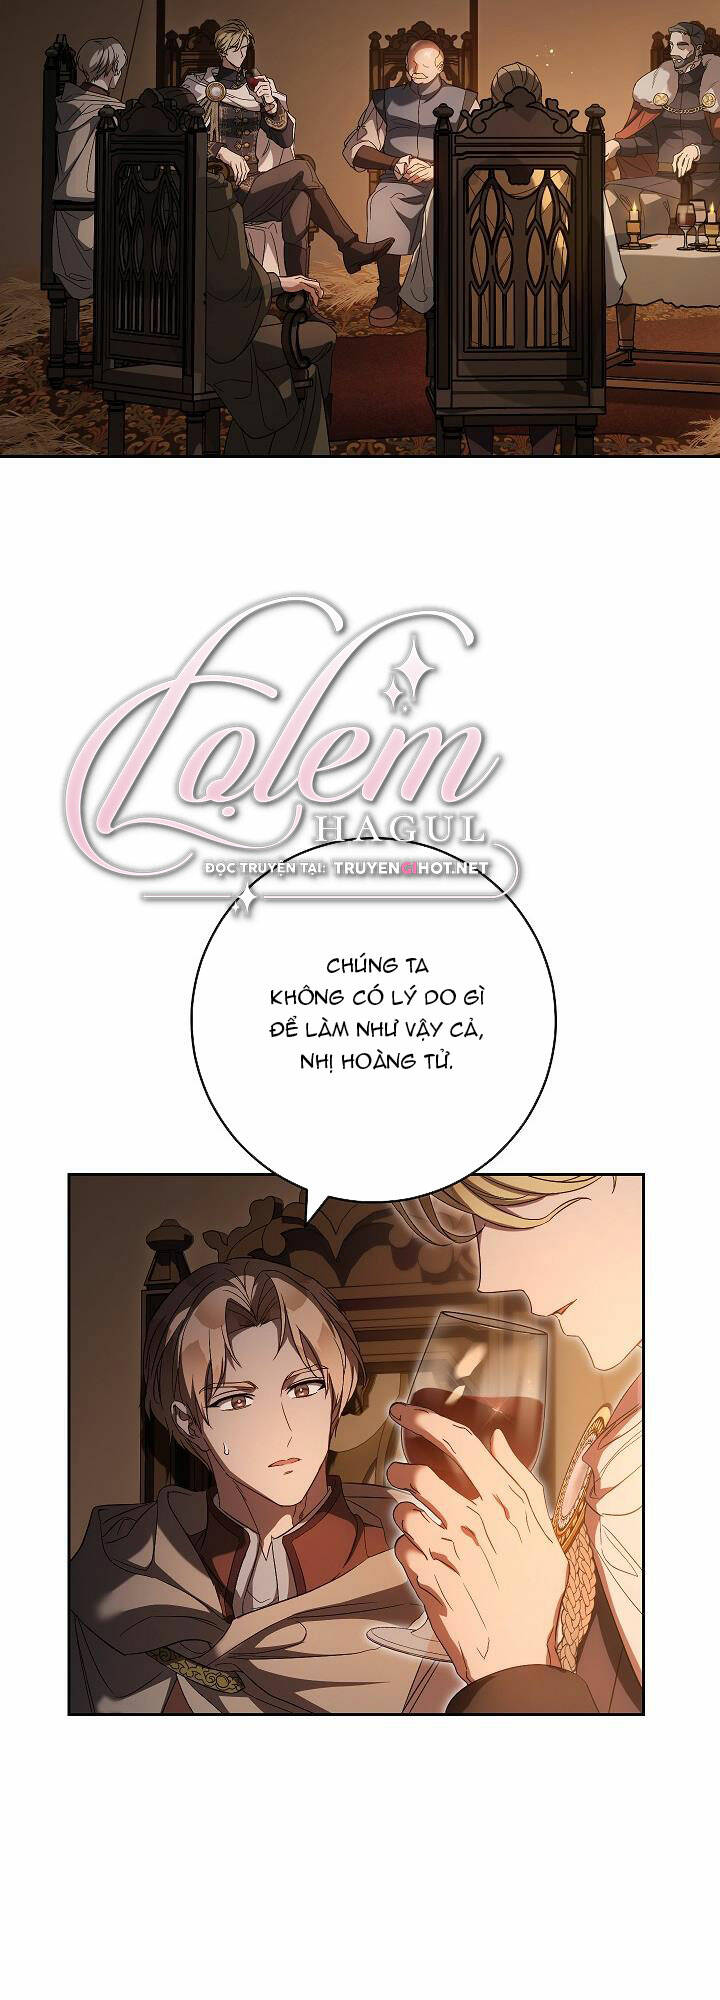 Lọlem
HAGUL
ĐỌC TRUYỆN TẠI: TRUYENGIHOT.NET
CHÚNG TA
KHÔNG CÓ LÝ DO GÌ
ĐỂ LÀM NHƯ VẬY CẢ,
NHỊ HOÀNG TỬ.